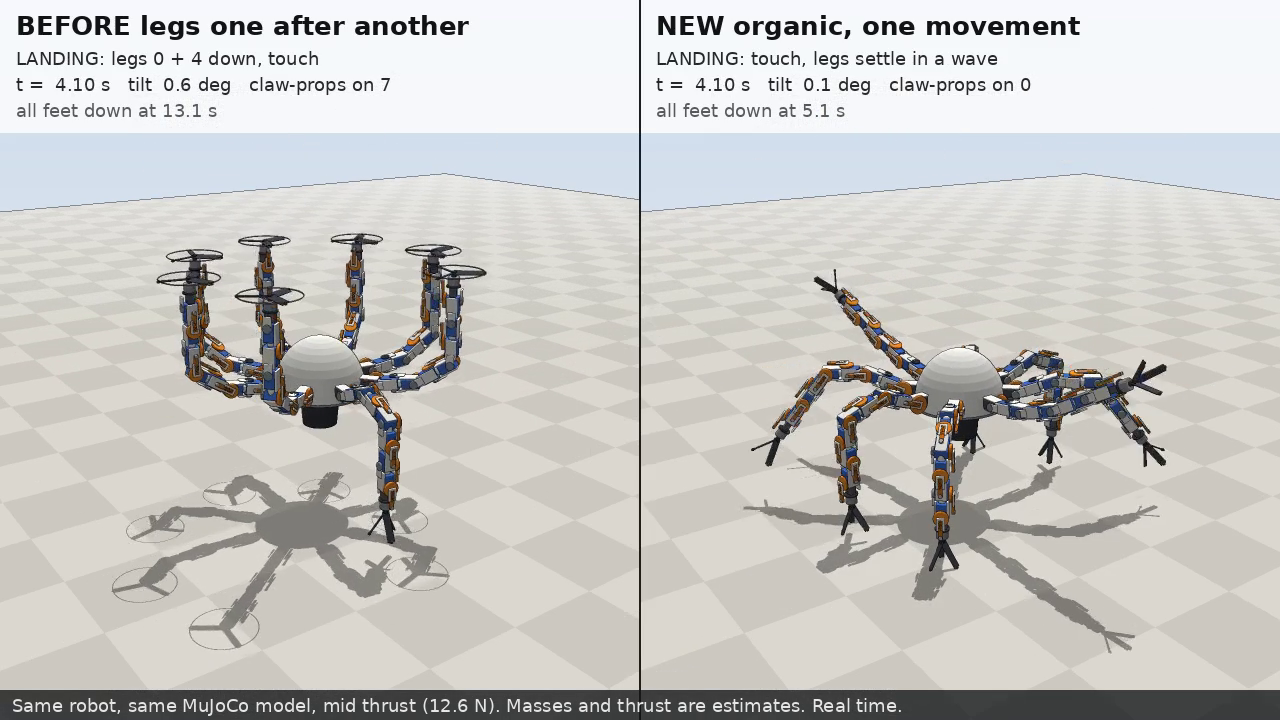 BEFORE legs one after another
LANDING: legs 0 + 4 down, touch
t =  4.10 s   tilt  0.6 deg   claw-props on 7
all feet down at 13.1 s
NEW organic, one movement
LANDING: touch, legs settle in a wave
t =  4.10 s   tilt  0.1 deg   claw-props on 0
all feet down at 5.1 s
Same robot, same MuJoCo model, mid thrust (12.6 N). Masses and thrust are estimates. Real time.